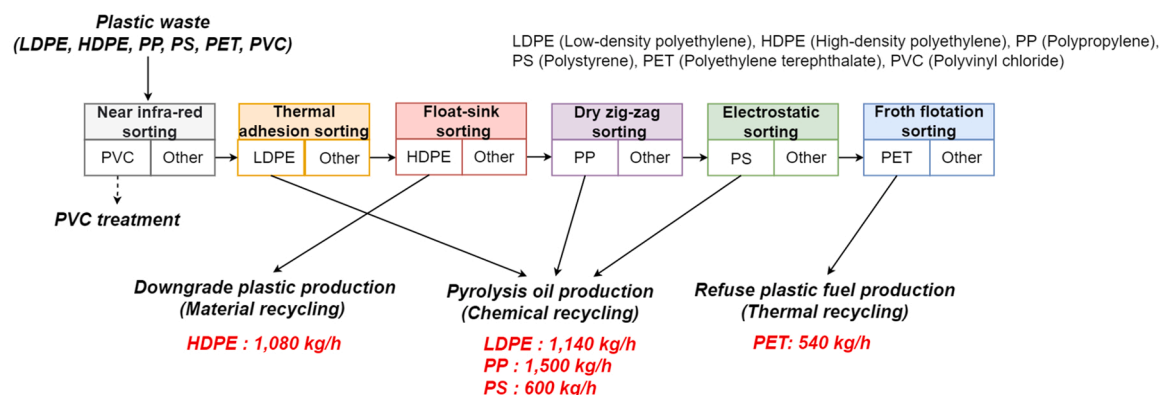 Plastic waste
(LDPE, HDPE, PP, PS, PET, PVC)
LDPE (Low-density polyethylene), HDPE (High-density polyethylene), PP (Polypropylene),
PS (Polystyrene), PET (Polyethylene terephthalate), PVC (Polyvinyl chloride)
Near infra-red
sorting
PVC
Other
Thermal
adhesion sorting
LDPE
Other
Float-sink
sorting
HDPE
Other
Dry zig-zag
sorting
PP
Other
Electrostatic
sorting
PS
Other
Froth flotation
sorting
PET
Other
PVC treatment
Downgrade plastic production
(Material recycling)
HDPE : 1,080 kg/h
Pyrolysis oil production
(Chemical recycling)
LDPE : 1,140 kg/h
PP : 1,500 kg/h
PS : 600 kg/h
Refuse plastic fuel production
(Thermal recycling)
PET: 540 kg/h